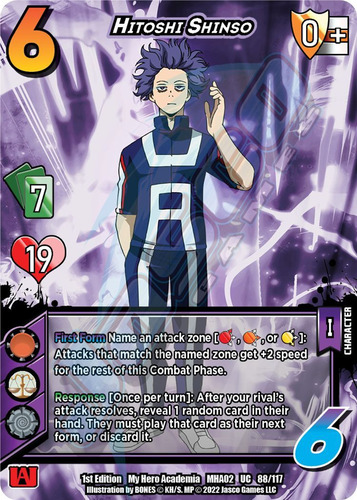 6
HITOSHI SHINSO
0+
7
19
UA
I
CHARACTER
First Form Name an attack zone [ , , or ]:
Attacks that match the named zone get +2 speed
for the rest of this Combat Phase.
Response [Once per turn]: After your rival's
attack resolves, reveal 1 random card in their
hand. They must play that card as their next
form, or discard it.
6
1st Edition My Hero Academia MHA02 UC 88/117
Illustration by BONES © KH/S. MP © 2022 Jasco Games LLC